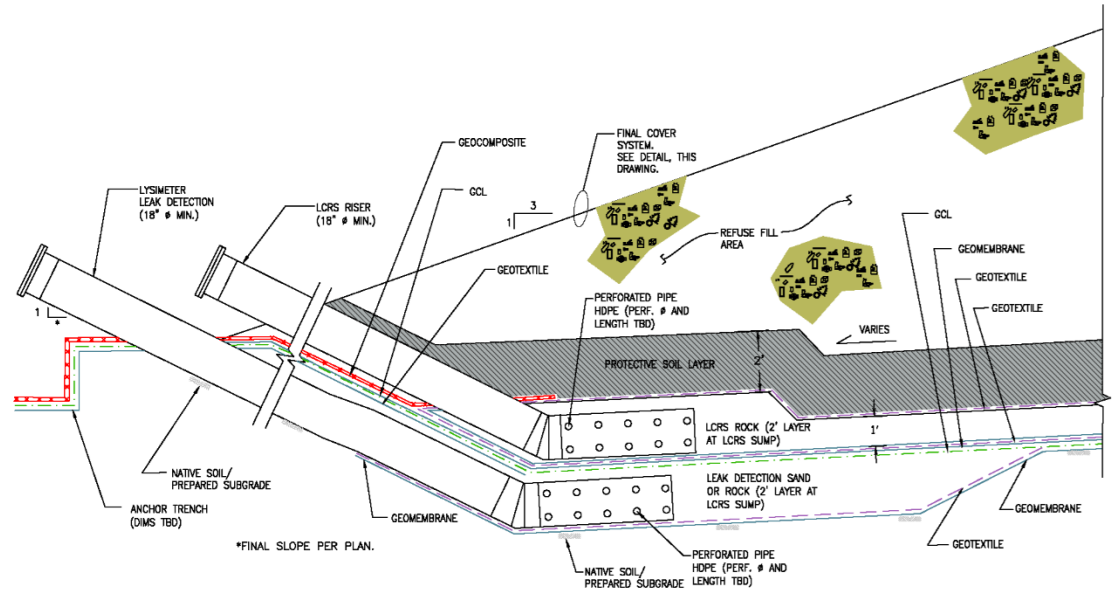 FINAL COVER
SYSTEM.
SEE DETAIL, THIS
DRAWING.
GEOCOMPOSITE
LYSIMETER
LEAK DETECTION
(18" ø MIN.)
LCRS RISER
(18" ø MIN.)
GCL
3
1
REFUSE FILL
AREA
GCL
GEOMEMBRANE
GEOTEXTILE
GEOTEXTILE
GEOTEXTILE
PERFORATED PIPE
HDPE (PERF. ø AND
LENGTH TBD)
1
*
VARIES
PROTECTIVE SOIL LAYER
2'
LCRS ROCK (2' LAYER
AT LCRS SUMP)
1'
NATIVE SOIL/
PREPARED SUBGRADE
LEAK DETECTION SAND
OR ROCK (2' LAYER AT
LCRS SUMP)
ANCHOR TRENCH
(DIMS TBD)
GEOMEMBRANE
GEOMEMBRANE
GEOTEXTILE
*FINAL SLOPE PER PLAN.
PERFORATED PIPE
HDPE (PERF. ø AND
LENGTH TBD)
NATIVE SOIL/
PREPARED SUBGRADE